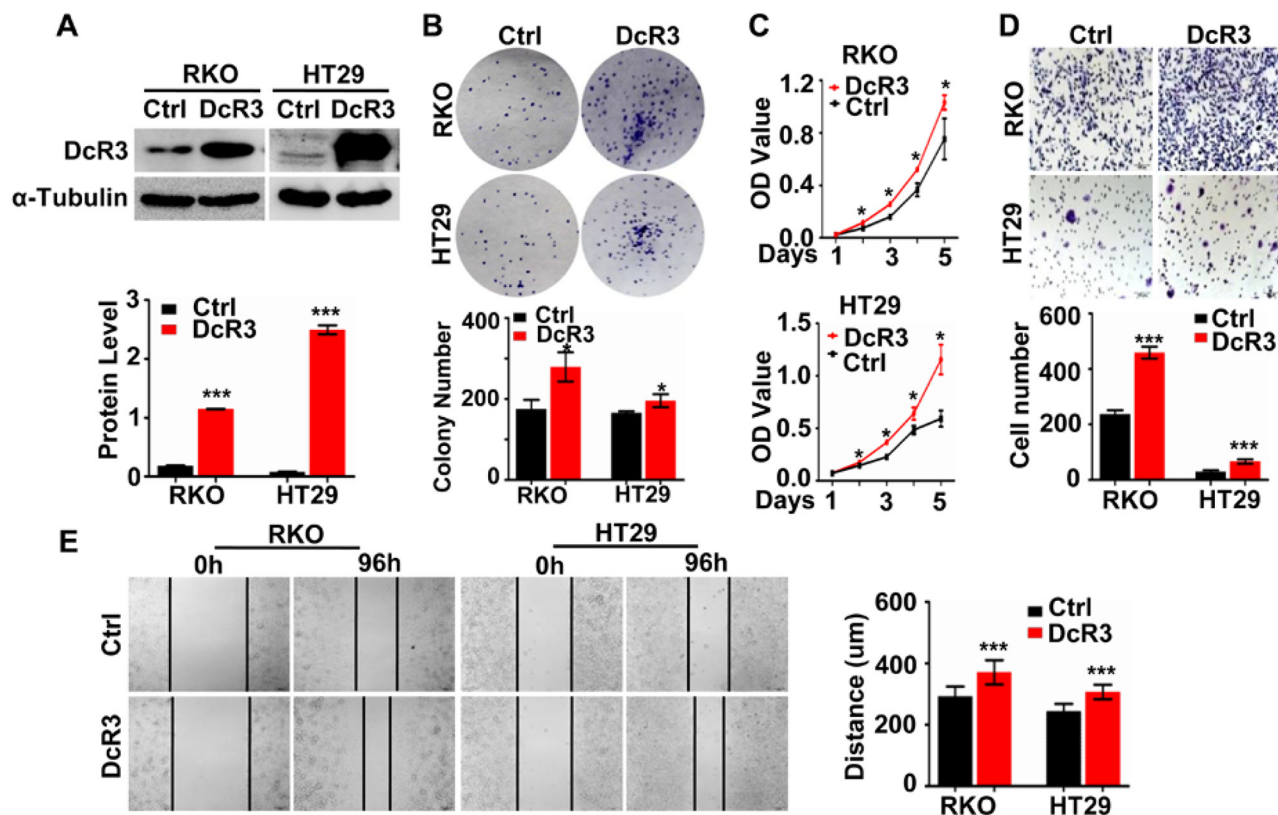 A
RKO HT29
Ctrl DcR3 Ctrl DcR3
DcR3
α-Tubulin
Protein Level
3
2
1
0
Ctrl
DcR3
***
***
RKO HT29
B
Ctrl DcR3
RKO
HT29
Colony Number
400
200
0
Ctrl
DcR3
*
*
RKO HT29
C
RKO
OD Value
1.2
0.8
0.4
0.0
DcR3
Ctrl
* * * *
Days 1 3 5
HT29
OD Value
1.5
1.0
0.5
0.0
DcR3
Ctrl
* * * *
Days 1 3 5
D
Ctrl DcR3
RKO
HT29
Cell number
600
400
200
0
Ctrl
DcR3
***
***
RKO HT29
E
RKO HT29
0h 96h 0h 96h
Ctrl
DcR3
Distance (um)
600
400
200
0
Ctrl
DcR3
***
***
RKO HT29